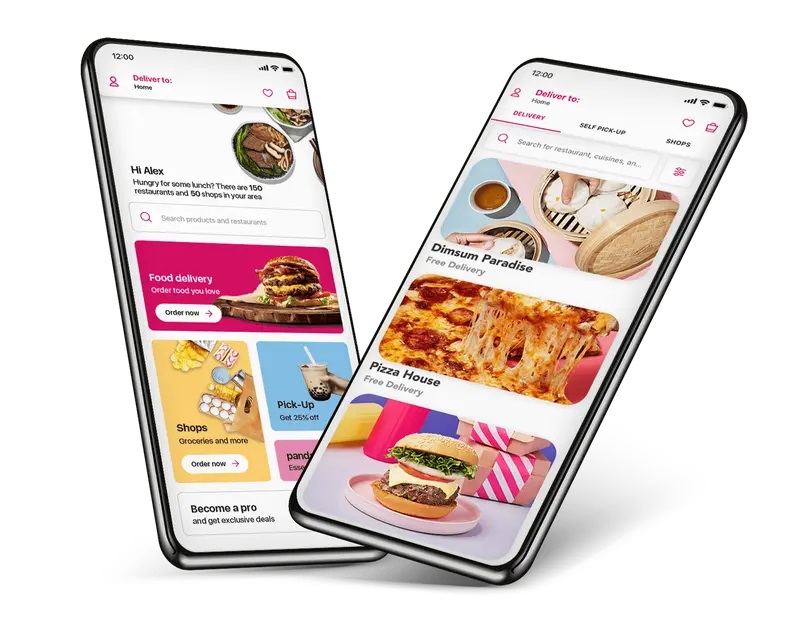 12:00
Deliver to:
Home
Hi Alex
Hungry for some lunch? There are 150
restaurants and 50 shops in your area
Search products and restaurants
Food delivery
Order food you love
Order now
Shops
Groceries and more
Order now
Pick-Up
Get 25% off
panda
Esse
Become a pro
and get exclusive deals
12:00
Deliver to:
Home
DELIVERY
SELF PICK-UP
SHOPS
Search for restaurant, cuisines, an...
Dimsum Paradise
Free Delivery
Pizza House
Free Delivery